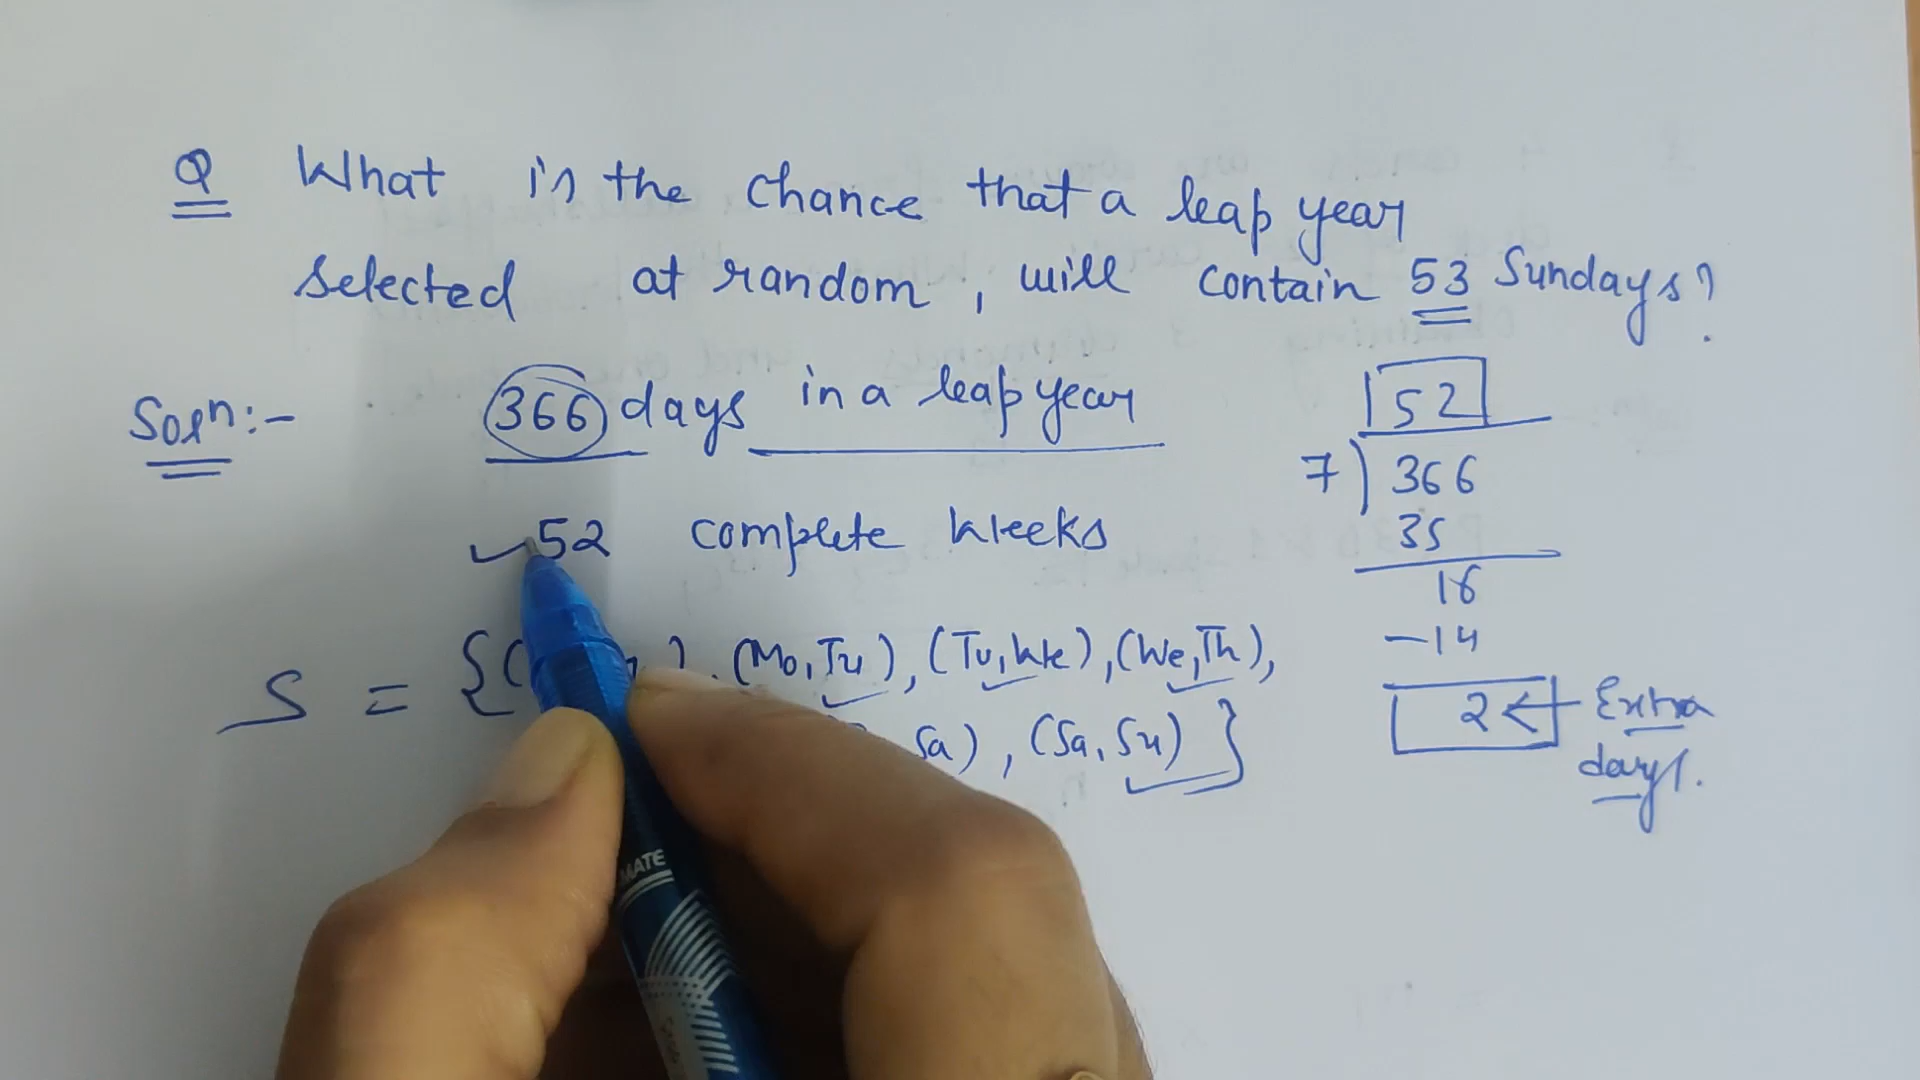 Q What is the chance that a leap year
selected at random, will contain 53 Sundays?
Soln:- 366 days in a leap year
52 complete weeks
S = {( ), (Mo,Tu), (Tu,We), (We,Th),
Sa), (Sa,Su)}
52
7) 366
35
16
-14
2 ← Extra
days.
MATE